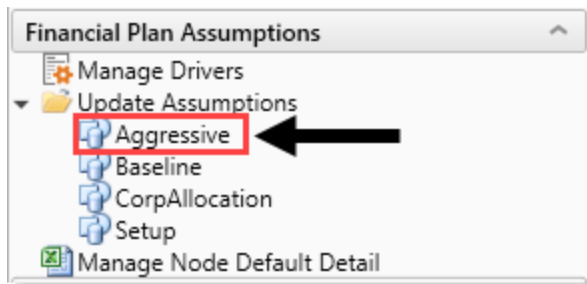 Financial Plan Assumptions
Manage Drivers
Update Assumptions
Aggressive
Baseline
CorpAllocation
Setup
Manage Node Default Detail